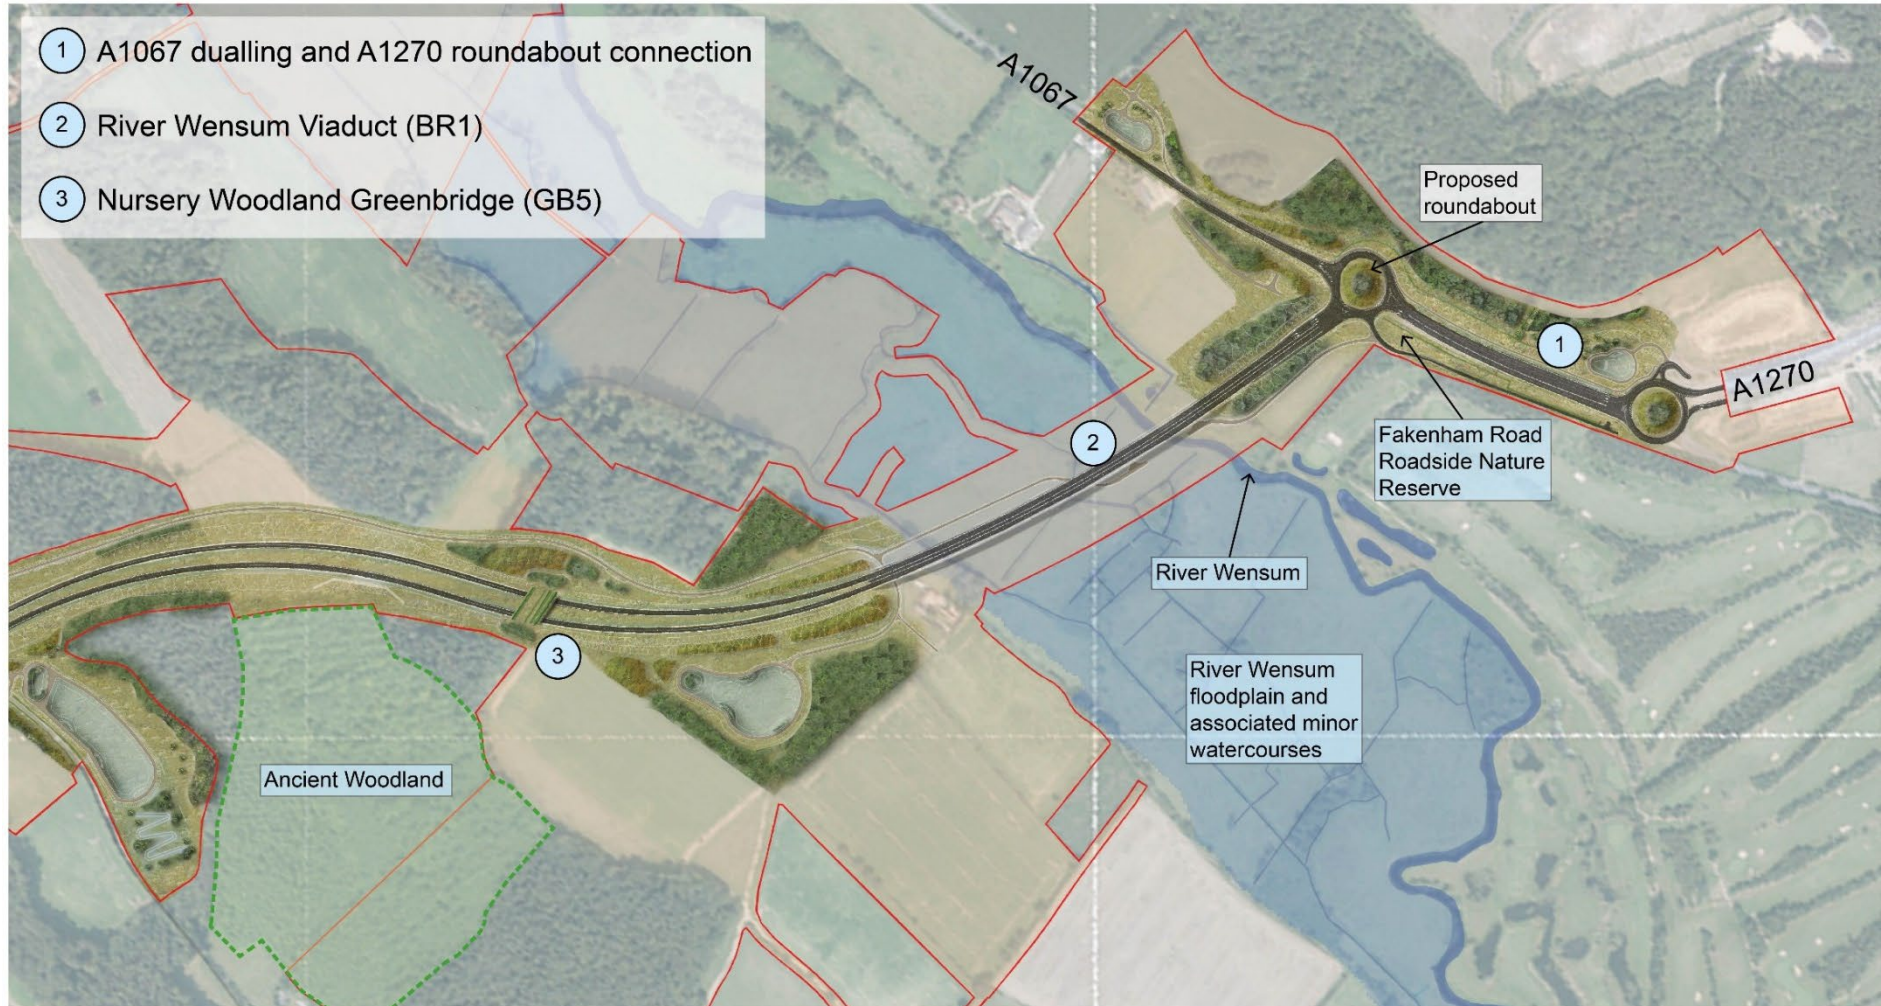 1 A1067 dualling and A1270 roundabout connection
2 River Wensum Viaduct (BR1)
3 Nursery Woodland Greenbridge (GB5)
A1067
Proposed
roundabout
1
A1270
2
Fakenham Road
Roadside Nature
Reserve
River Wensum
3
River Wensum
floodplain and
associated minor
watercourses
Ancient Woodland